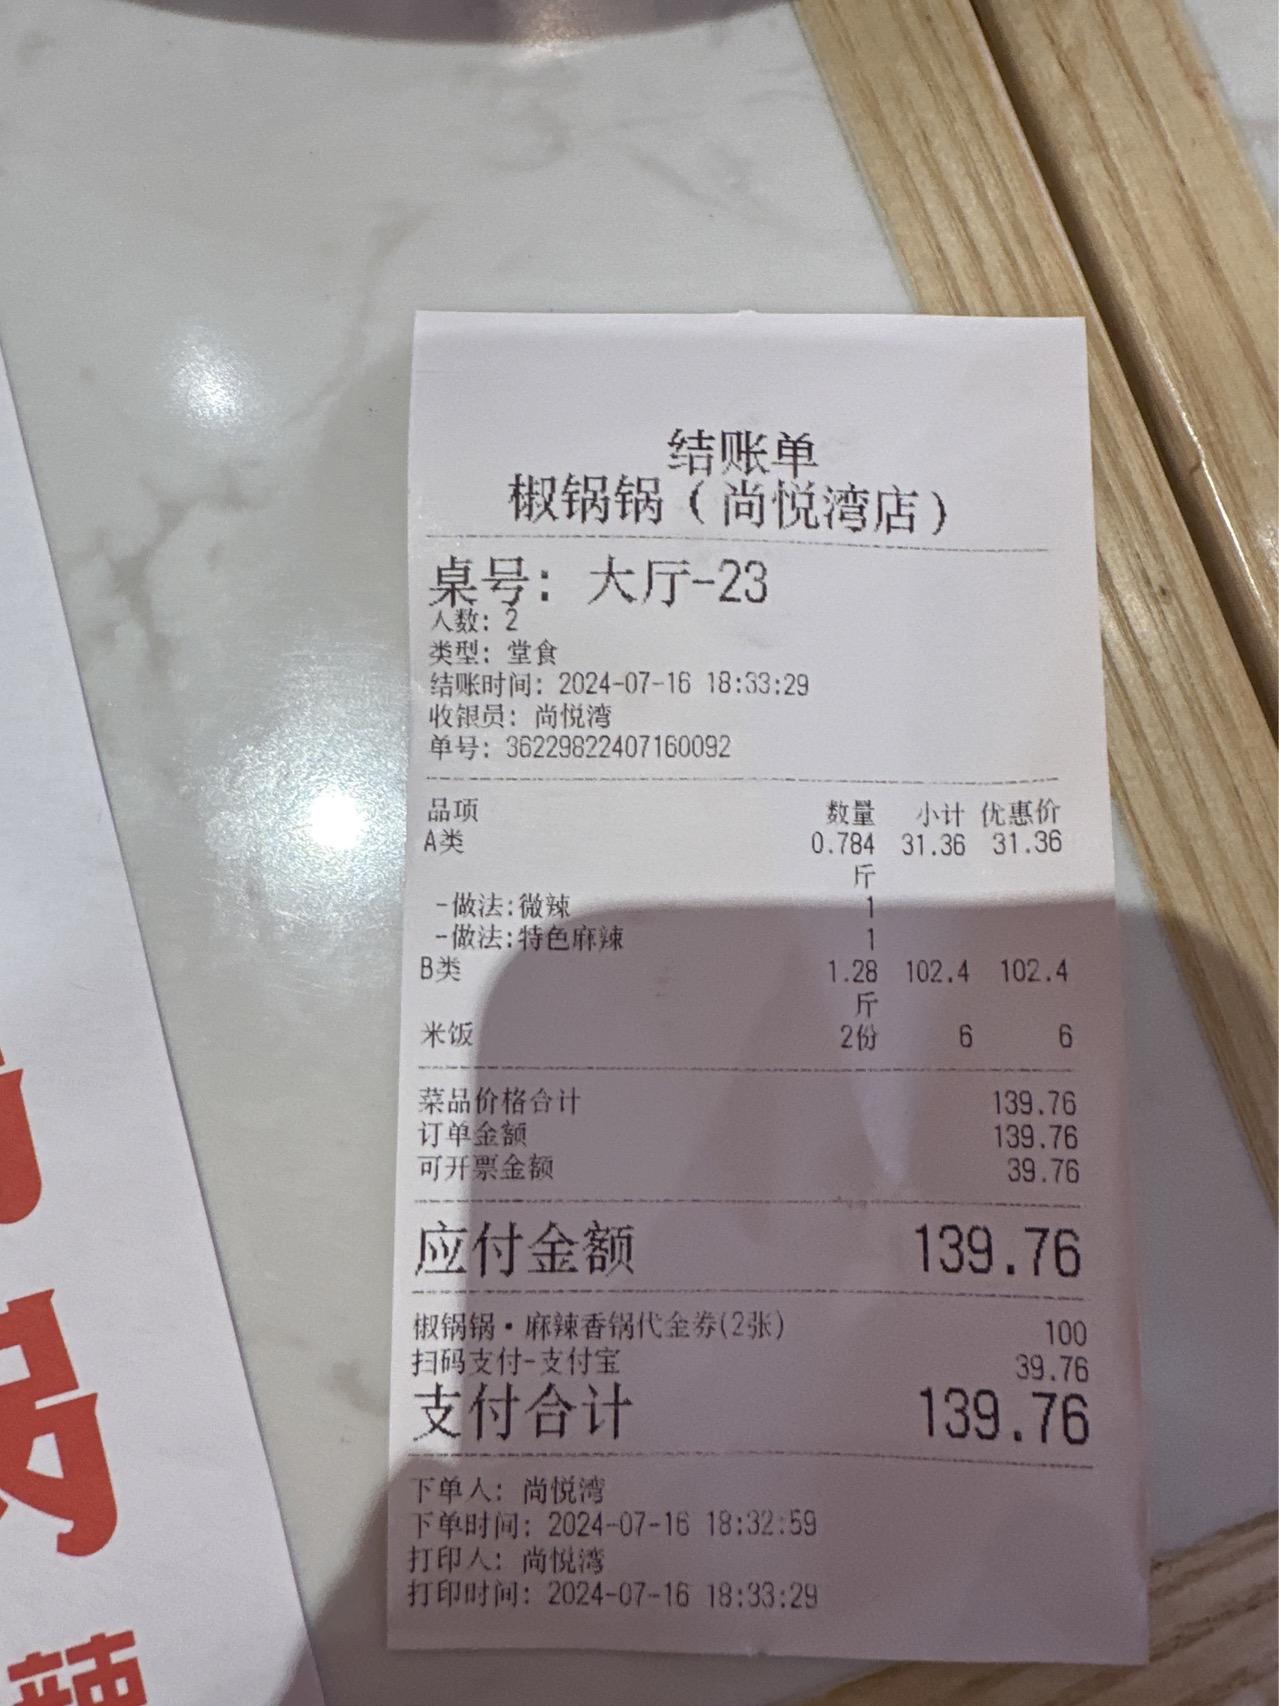 结账单
椒锅锅（尚悦湾店）
桌号：大厅-23
人数：2
类型：堂食
结账时间：2024-07-16 18:33:29
收银员：尚悦湾
单号：36229822407160092
品项 数量 小计 优惠价
A类 0.784 31.36 31.36
斤
-做法:微辣 1
-做法:特色麻辣 1
B类 1.28 102.4 102.4
斤
米饭 2份 6 6
菜品价格合计 139.76
订单金额 139.76
可开票金额 39.76
应付金额 139.76
椒锅锅·麻辣香锅代金券(2张) 100
扫码支付-支付宝 39.76
支付合计 139.76
下单人：尚悦湾
下单时间：2024-07-16 18:32:59
打印人：尚悦湾
打印时间：2024-07-16 18:33:29
辣